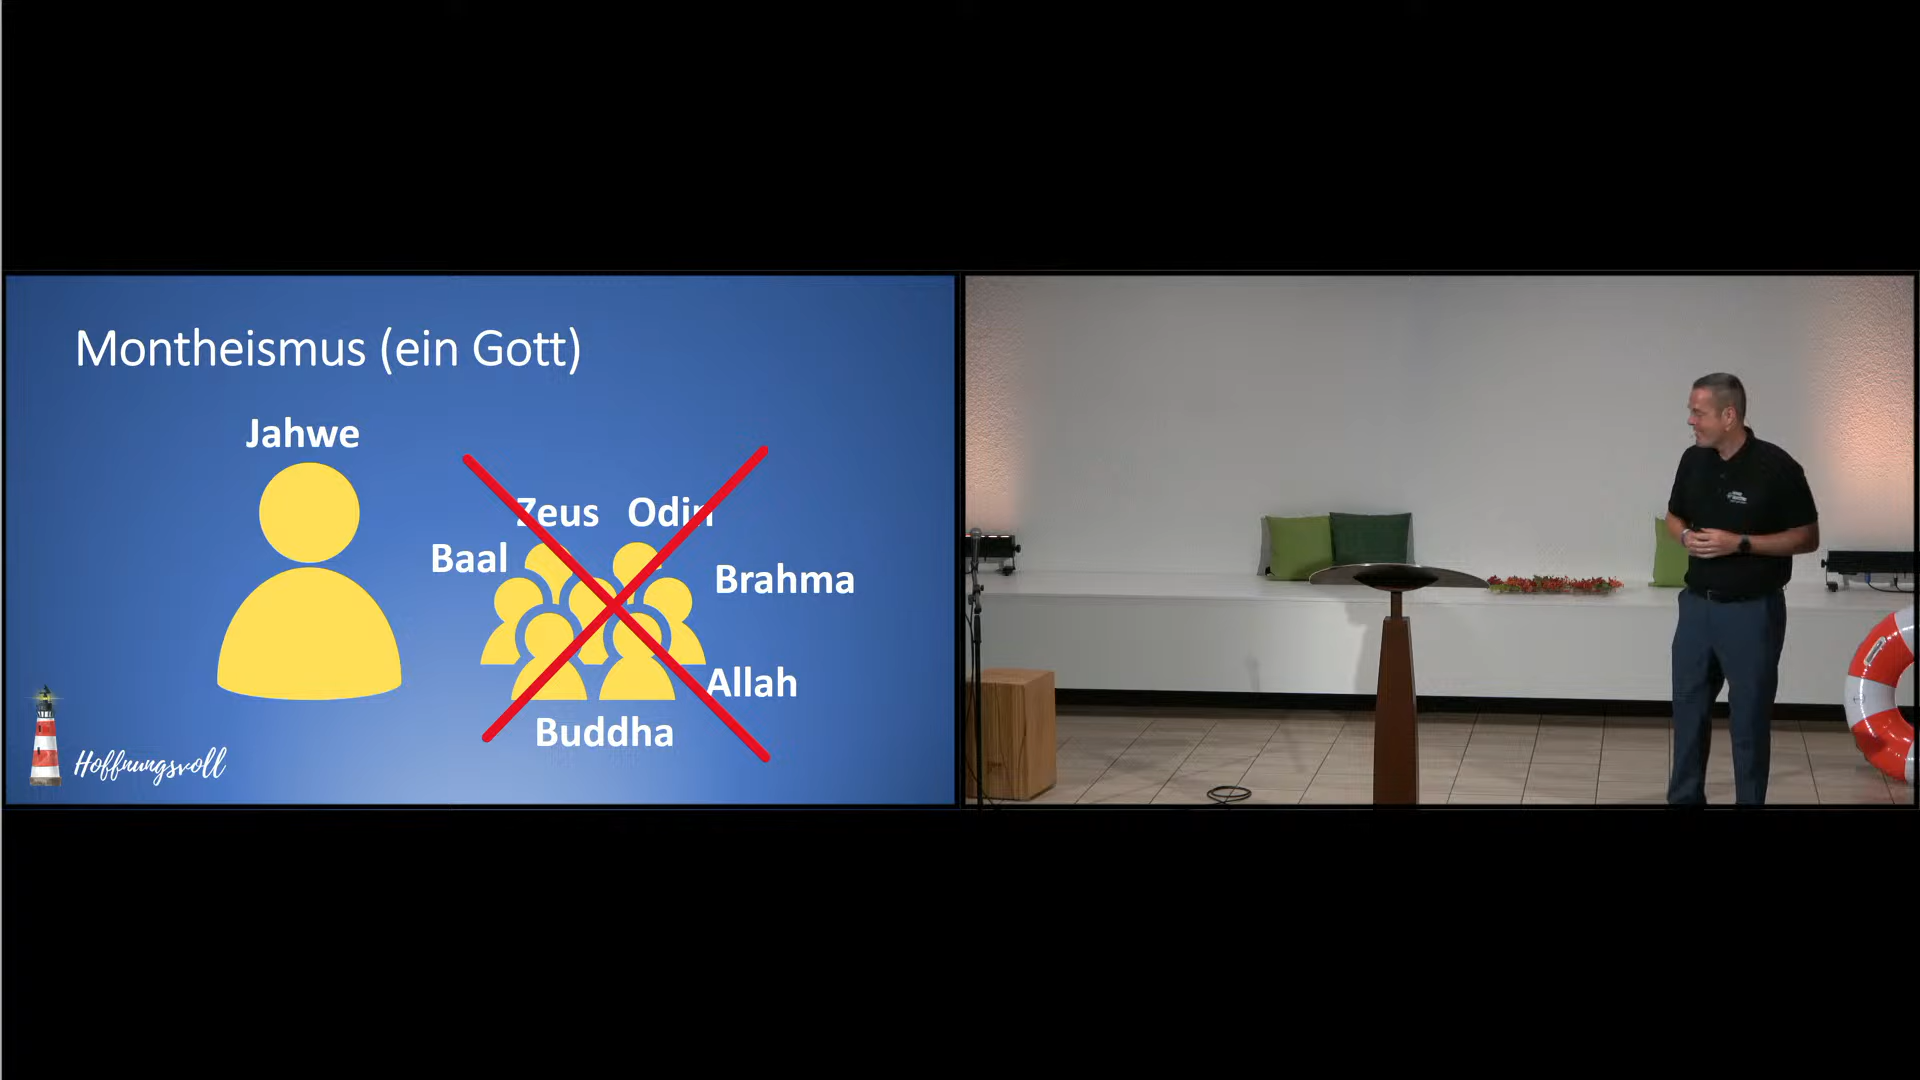 Montheismus (ein Gott)
Jahwe
Zeus Odin
Baal
Brahma
Allah
Buddha
Hoffnungsvoll